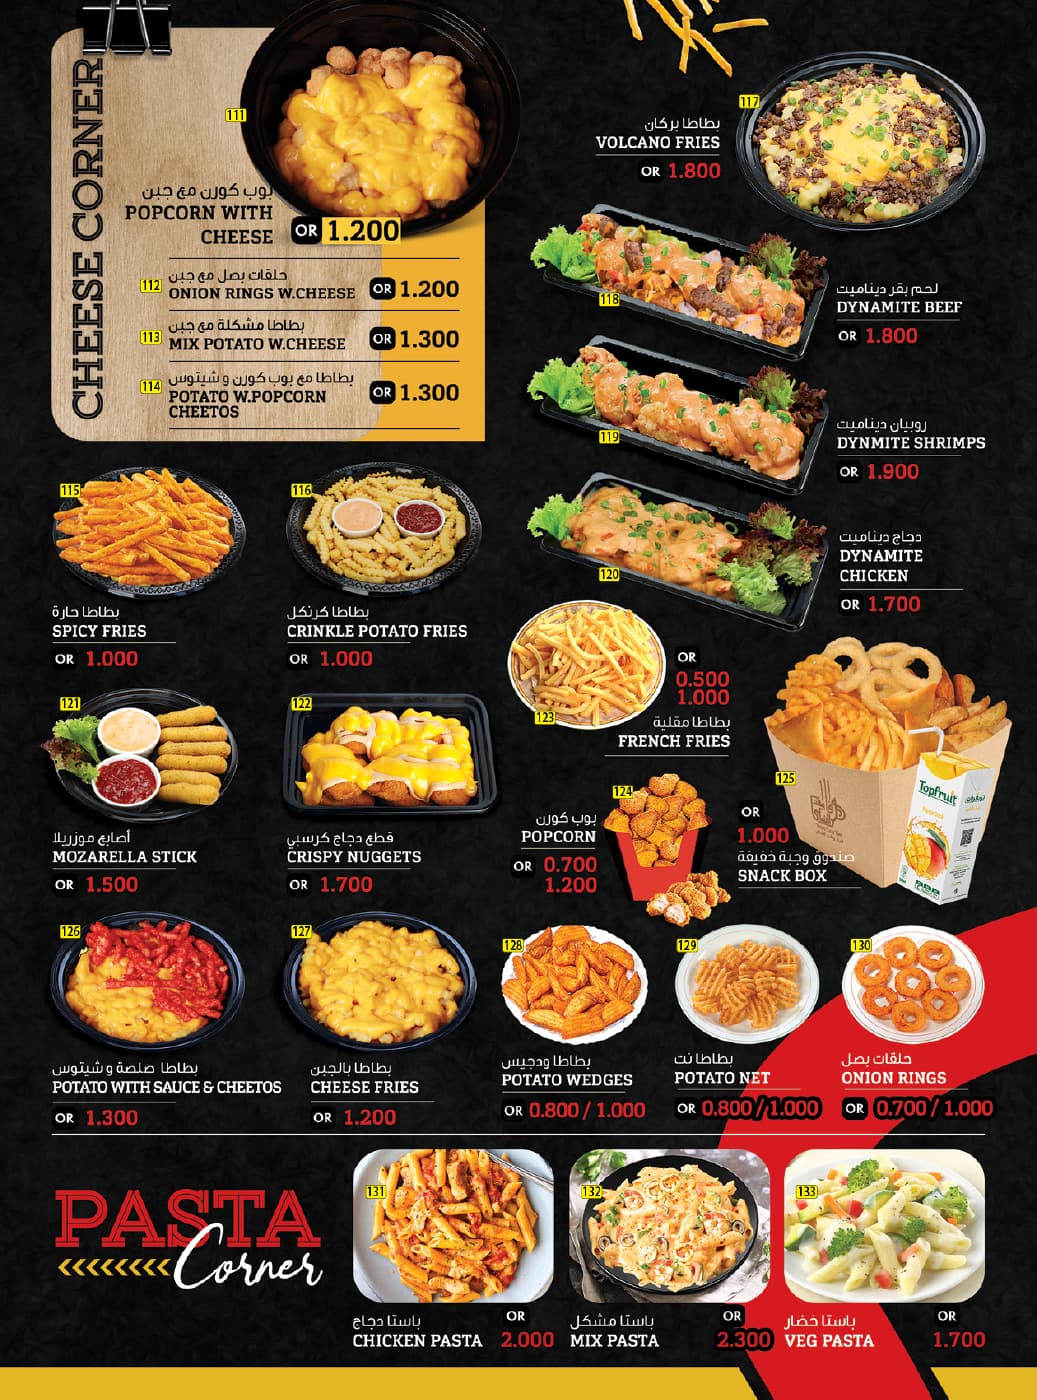 CHEESE CORNER
111
بوب كورن مع جبن
POPCORN WITH
CHEESE
OR 1.200
112
حلقات بصل مع جبن
ONION RINGS W.CHEESE OR 1.200
113
بطاطا مشكلة مع جبن
MIX POTATO W.CHEESE OR 1.300
114
بطاطا مع بوب كورن و شيتوس
POTATO W.POPCORN
CHEETOS
OR 1.300
117
بطاطا بركان
VOLCANO FRIES
OR 1.800
118
لحم بقر ديناميت
DYNAMITE BEEF
OR 1.800
119
روبيان ديناميت
DYNMITE SHRIMPS
OR 1.900
120
دجاج ديناميت
DYNAMITE
CHICKEN
OR 1.700
115
بطاطا حارة
SPICY FRIES
OR 1.000
116
بطاطا كرنكل
CRINKLE POTATO FRIES
OR 1.000
121
أصابع موزريلا
MOZARELLA STICK
OR 1.500
122
قطع دجاج كرسبي
CRISPY NUGGETS
OR 1.700
123
OR
0.500
1.000
بطاطا مقلية
FRENCH FRIES
124
بوب كورن
POPCORN
OR 0.700
1.200
125
OR
1.000
صندوق وجبة خفيفة
SNACK BOX
Topfruit
126
بطاطا صلصة و شيتوس
POTATO WITH SAUCE & CHEETOS
OR 1.300
127
بطاطا بالجبن
CHEESE FRIES
OR 1.200
128
بطاطا ودجيس
POTATO WEDGES
OR 0.800 / 1.000
129
بطاطا نت
POTATO NET
OR 0.800 / 1.000
130
حلقات بصل
ONION RINGS
OR 0.700 / 1.000
PASTA
Corner
131
باستا دجاج
CHICKEN PASTA
OR
2.000
132
باستا مشكل
MIX PASTA
OR
2.300
133
باستا خضار
VEG PASTA
OR
1.700